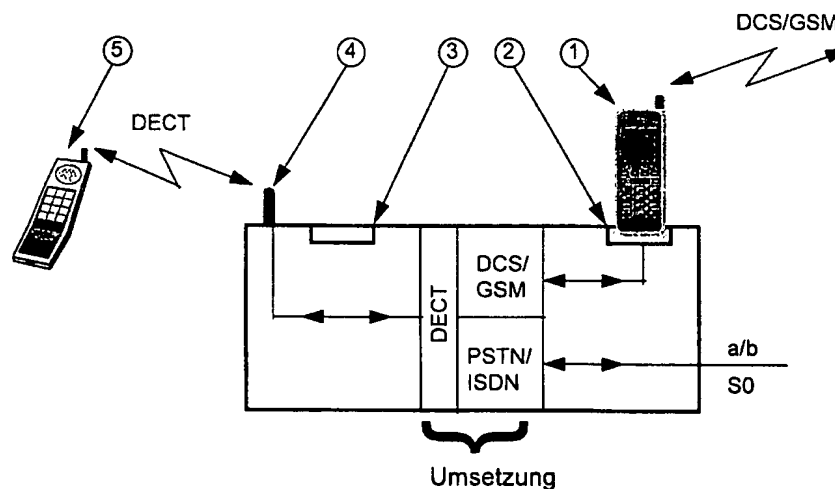 DCS/GSM
5
4
3
2
1
DECT
DECT
DCS/
GSM
PSTN/
ISDN
a/b
S0
Umsetzung